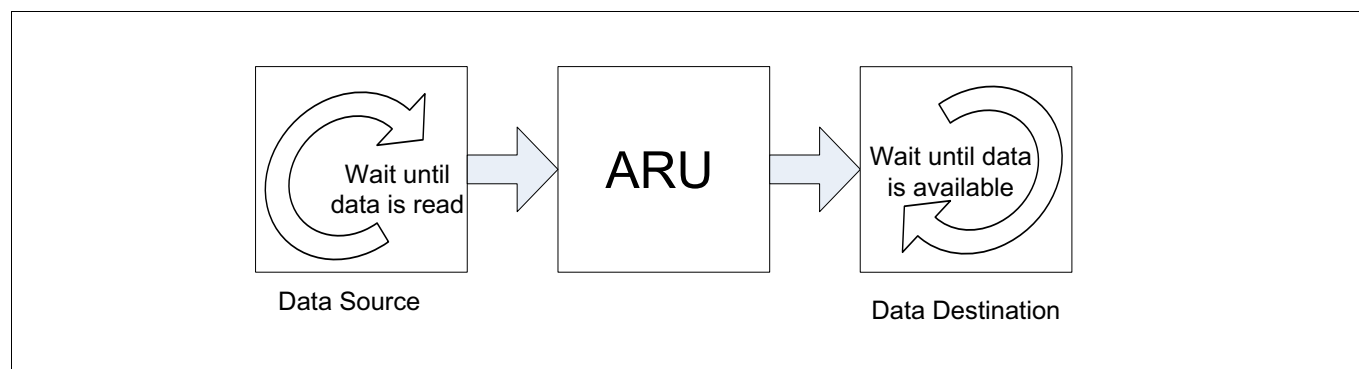 Wait until
data is read
ARU
Wait until data
is available
Data Source
Data Destination